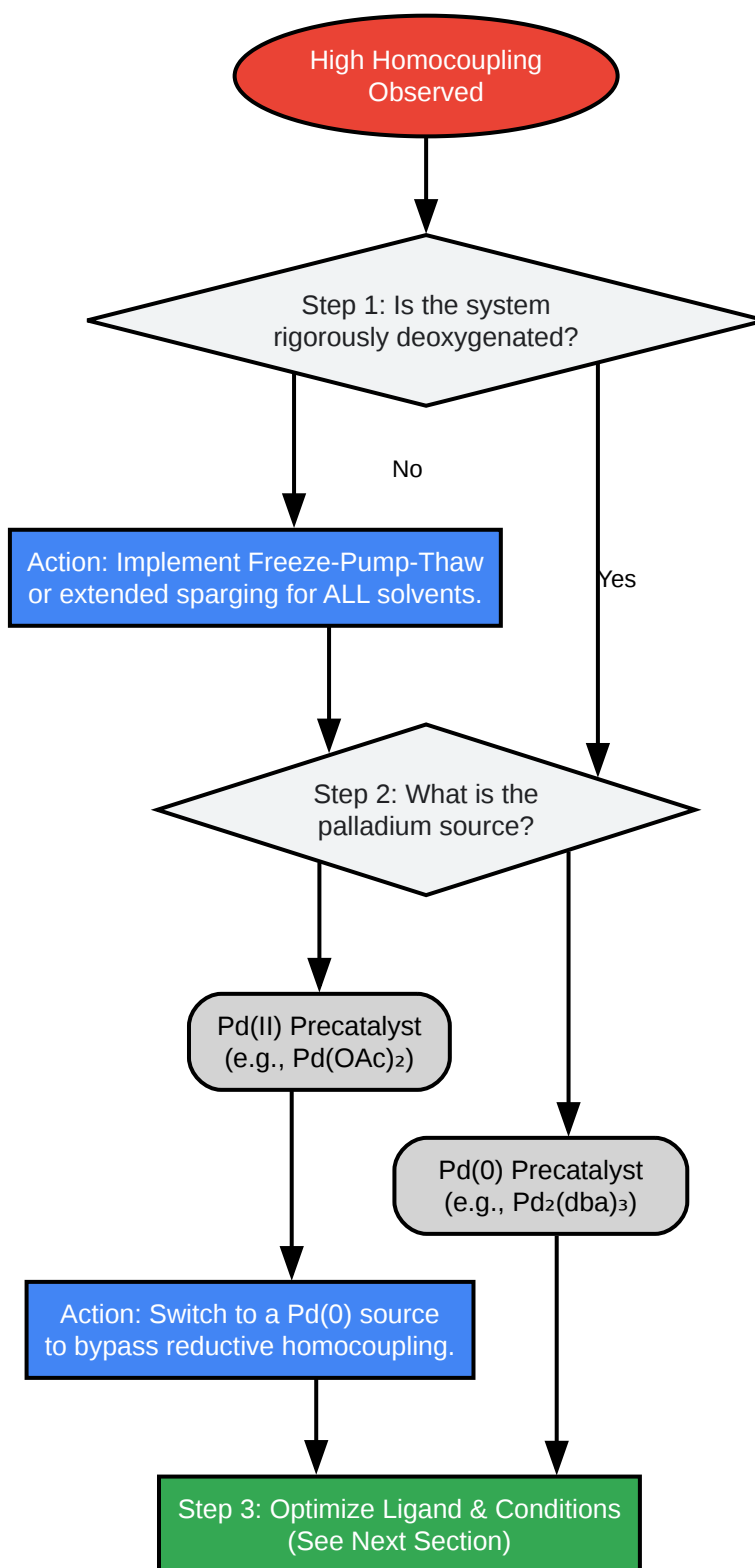 High Homocoupling
Observed
Step 1: Is the system
rigorously deoxygenated?
No
Action: Implement Freeze-Pump-Thaw
or extended sparging for ALL solvents.
Yes
Step 2: What is the
palladium source?
Pd(II) Precatalyst
(e.g., Pd(OAc)₂)
Pd(0) Precatalyst
(e.g., Pd₂(dba)₃)
Action: Switch to a Pd(0) source
to bypass reductive homocoupling.
Step 3: Optimize Ligand & Conditions
(See Next Section)